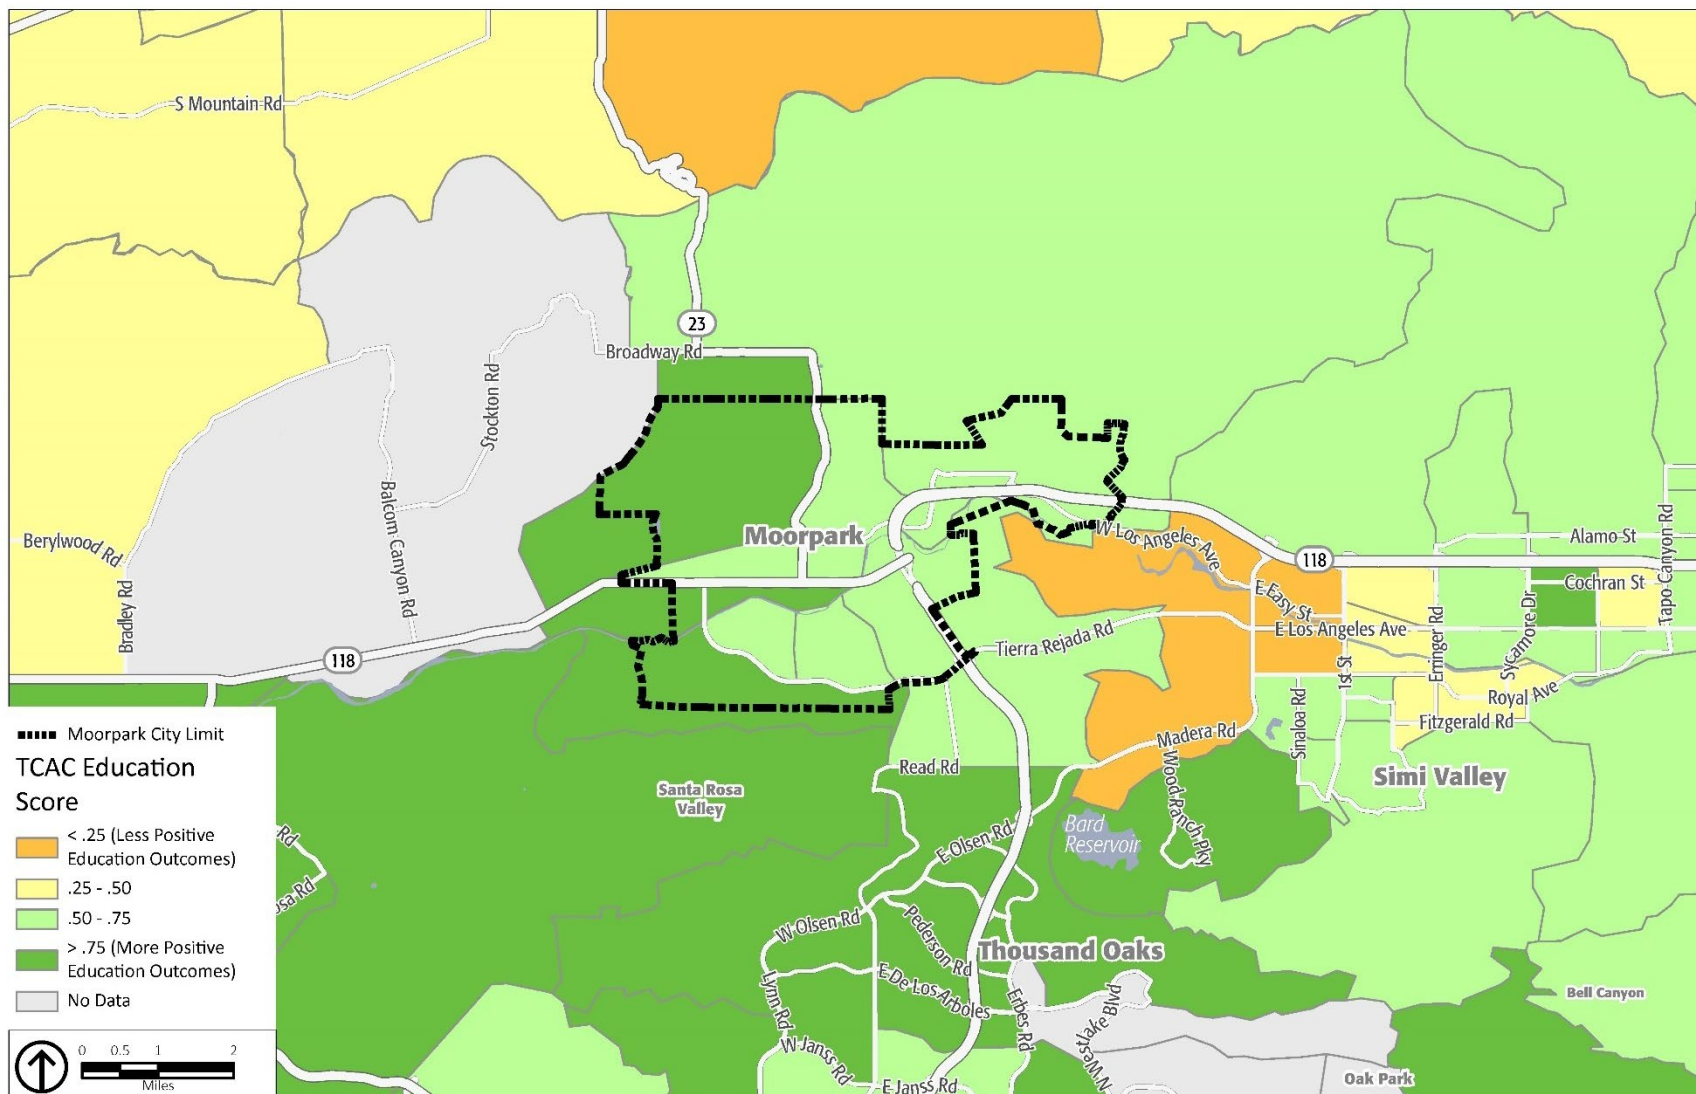 S Mountain Rd
23
Broadway Rd
Stockton Rd
Balcom Canyon Rd
Berylwood Rd
Bradley Rd
Moorpark
W Los Angeles Ave
118
Alamo St
Tapo Canyon Rd
Cochran St
E Easy St
E Los Angeles Ave
Erringer Rd
Sycamore Dr
Tierra Rejada Rd
118
1st St
Royal Ave
Sinaloa Rd
Fitzgerald Rd
Madera Rd
Wood Ranch Pky
Simi Valley
Read Rd
Santa Rosa
Valley
Bard
Reservoir
E Olsen Rd
W Olsen Rd
Pederson Rd
Thousand Oaks
E De Los Arboles
Lynn Rd
Erbes Rd
N Westlake Blvd
Bell Canyon
W Janss Rd
E Janss Rd
Oak Park
Rd
osa Rd
Moorpark City Limit
TCAC Education
Score
< .25 (Less Positive
Education Outcomes)
.25 - .50
.50 - .75
> .75 (More Positive
Education Outcomes)
No Data
0 0.5 1 2
Miles